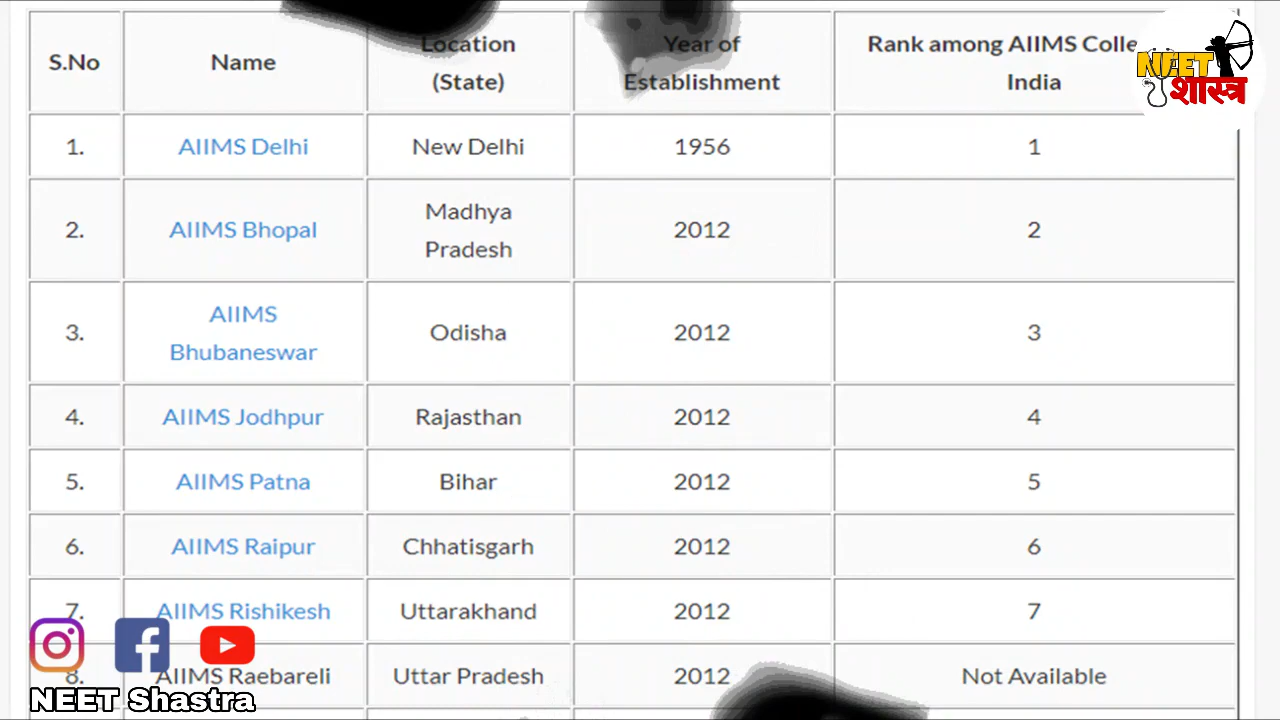 S.No Name Location (State) Year of Establishment Rank among AIIMS Colle India
NEET
शास्त्र
1. AIIMS Delhi New Delhi 1956 1
2. AIIMS Bhopal Madhya Pradesh 2012 2
3. AIIMS Bhubaneswar Odisha 2012 3
4. AIIMS Jodhpur Rajasthan 2012 4
5. AIIMS Patna Bihar 2012 5
6. AIIMS Raipur Chhatisgarh 2012 6
7. AIIMS Rishikesh Uttarakhand 2012 7
8. AIIMS Raebareli Uttar Pradesh 2012 Not Available
NEET Shastra